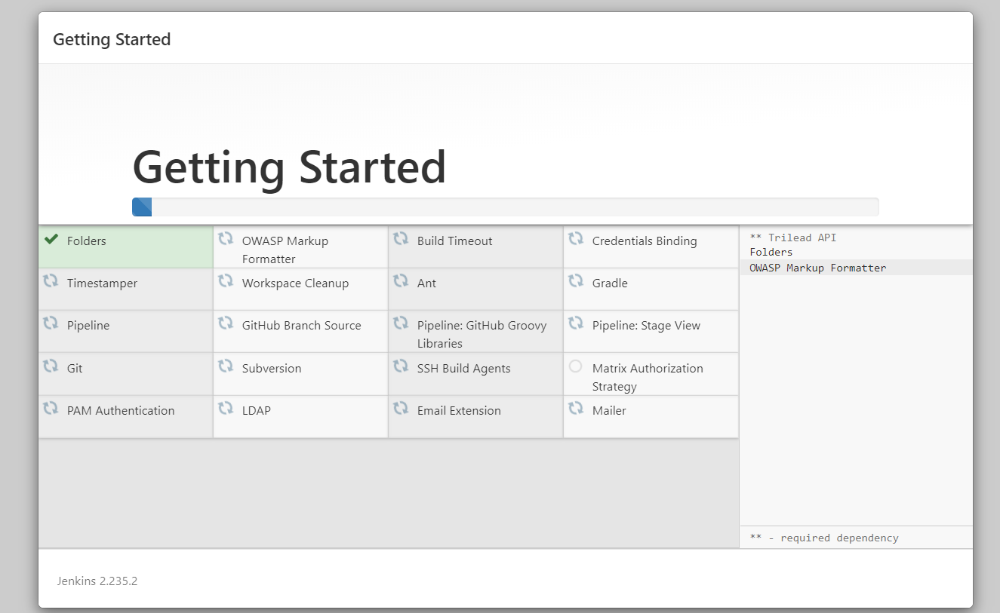 Getting Started
Getting Started
Folders
OWASP Markup
Formatter
Build Timeout
Credentials Binding
Timestamper
Workspace Cleanup
Ant
Gradle
Pipeline
GitHub Branch Source
Pipeline: GitHub Groovy
Libraries
Pipeline: Stage View
Git
Subversion
SSH Build Agents
Matrix Authorization
Strategy
PAM Authentication
LDAP
Email Extension
Mailer
** Trilead API
Folders
OWASP Markup Formatter
** - required dependency
Jenkins 2.235.2